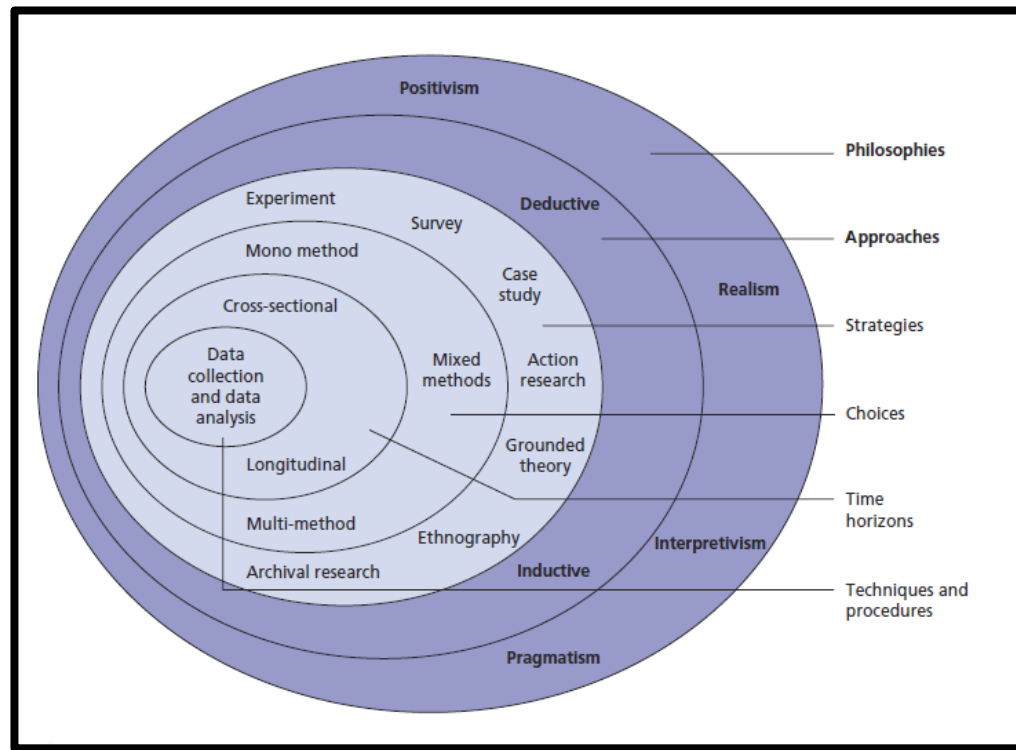 Positivism
Philosophies
Experiment
Deductive
Survey
Approaches
Mono method
Case
study
Realism
Cross-sectional
Strategies
Data
collection
and data
analysis
Mixed
methods
Action
research
Choices
Grounded
theory
Longitudinal
Time
horizons
Multi-method
Ethnography
Interpretivism
Archival research
Inductive
Techniques and
procedures
Pragmatism